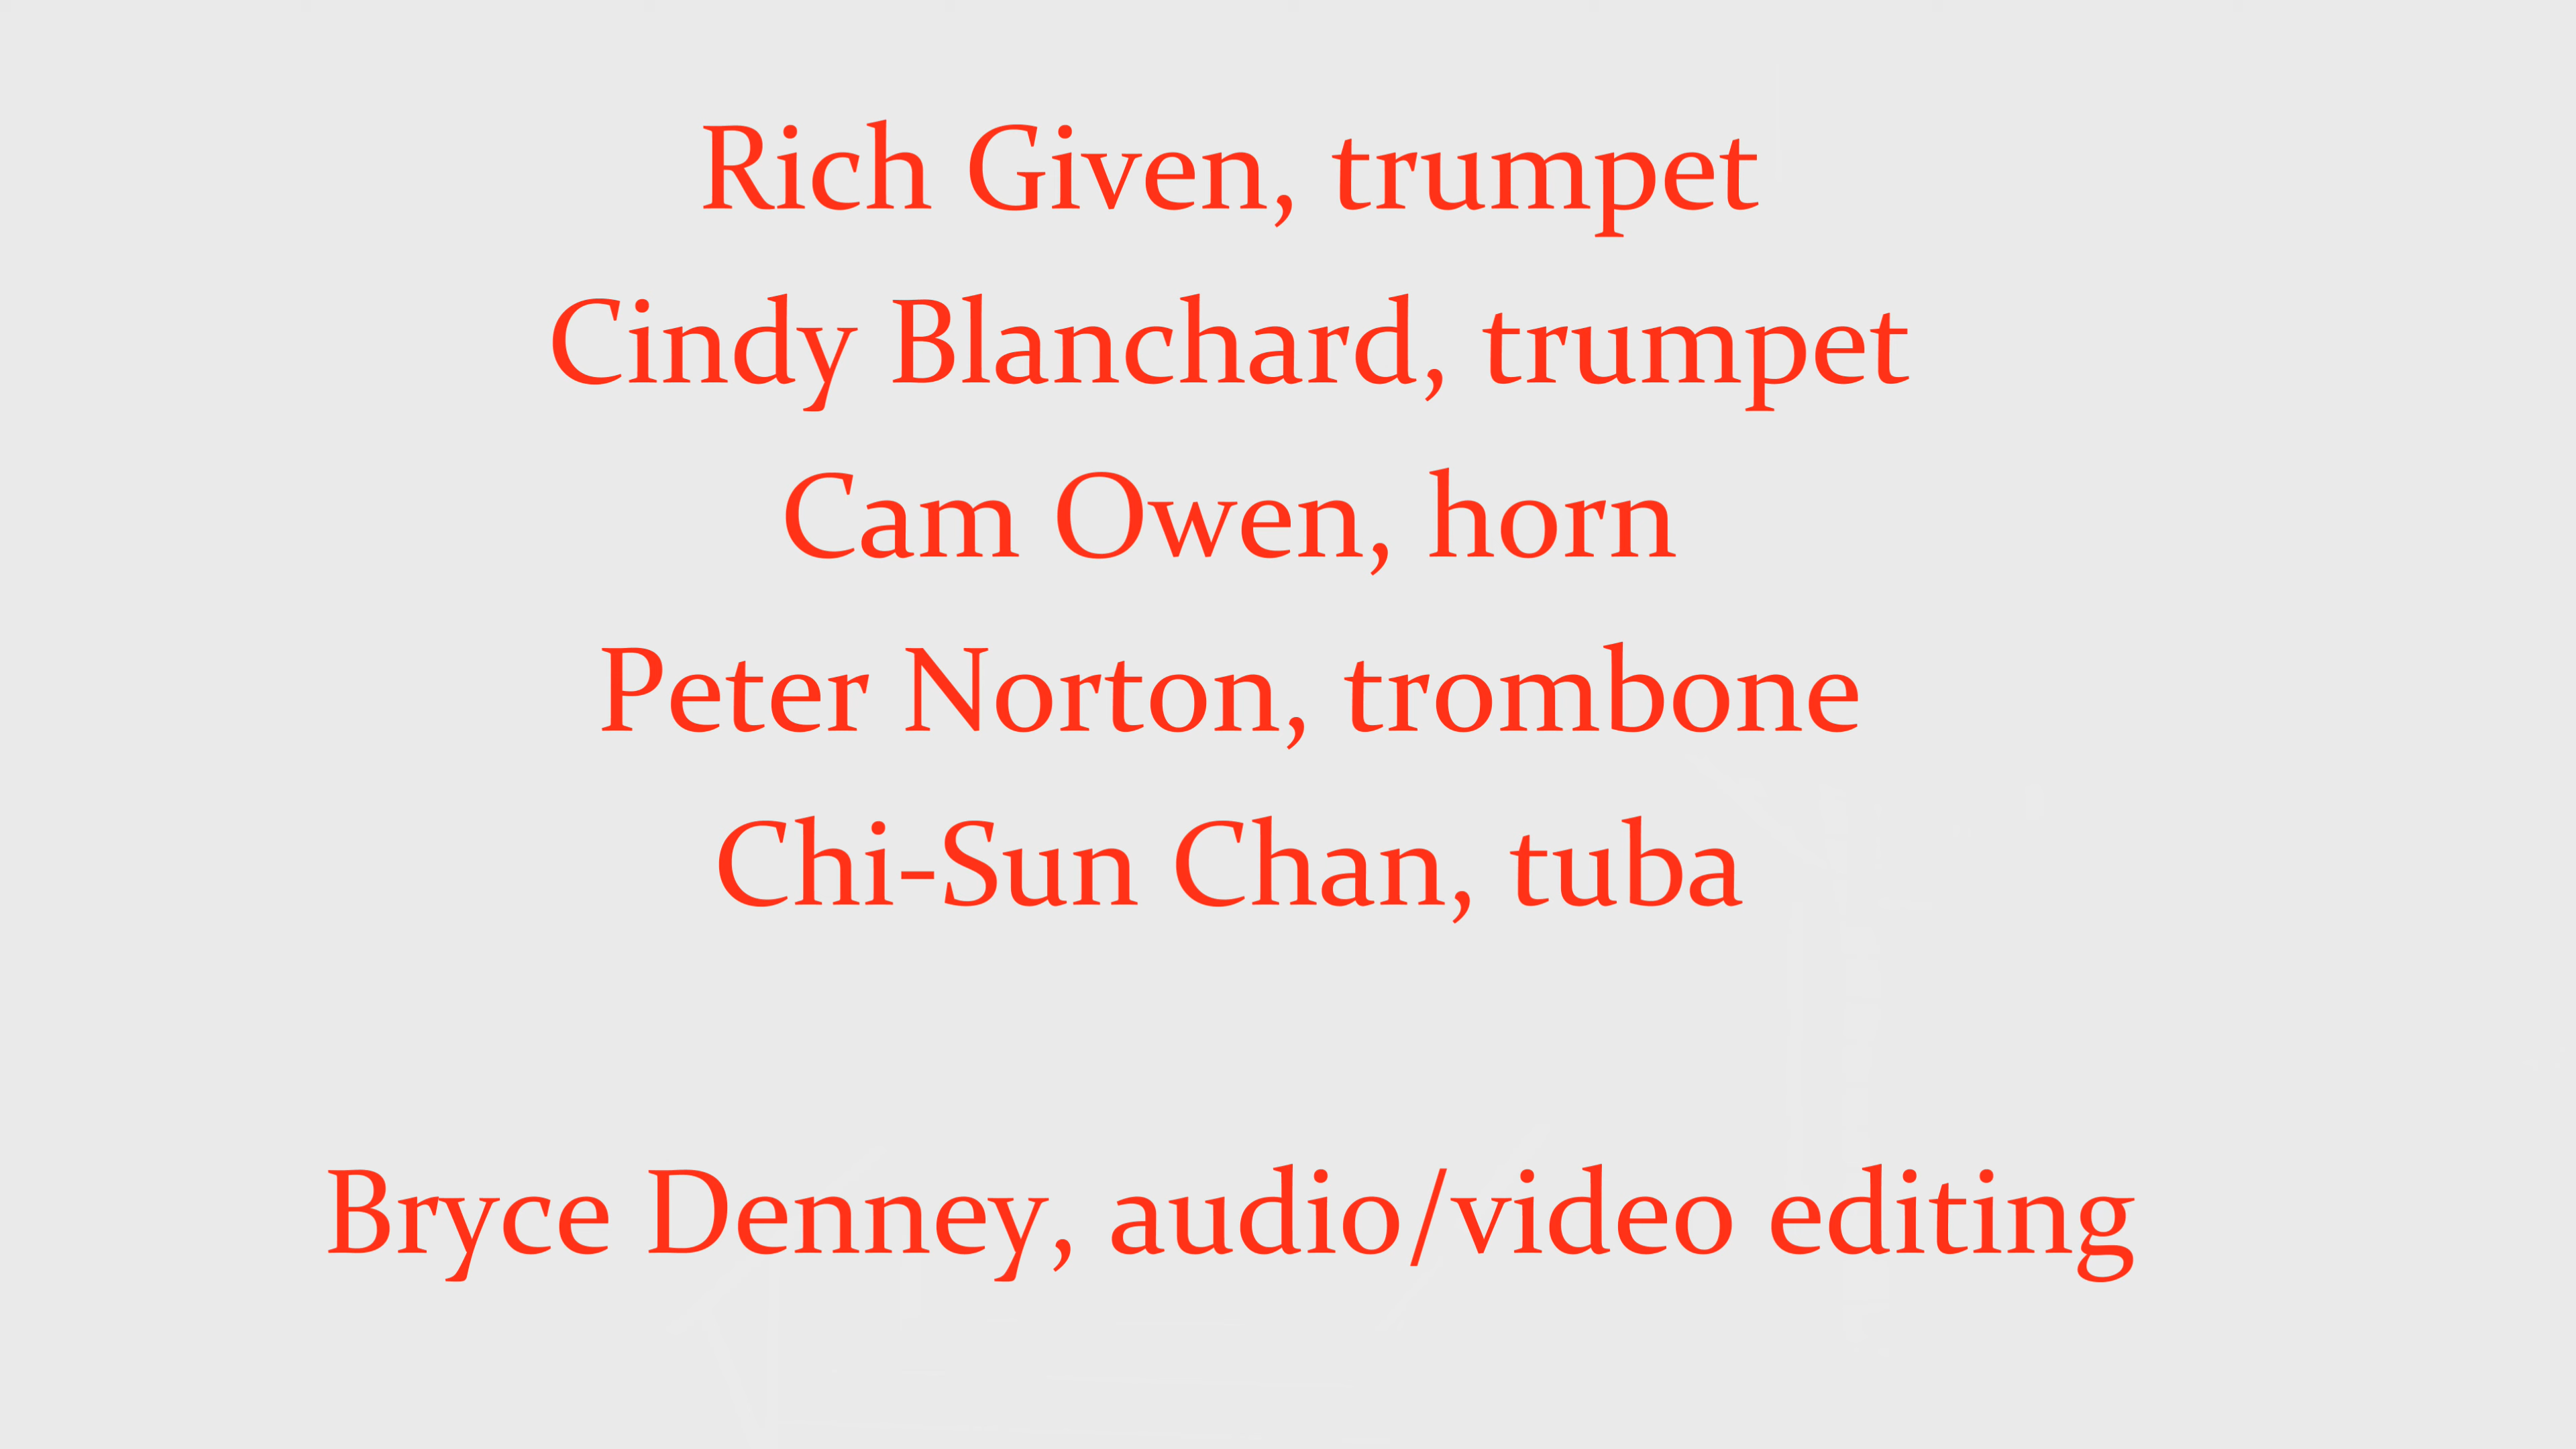 Rich Given, trumpet
Cindy Blanchard, trumpet
Cam Owen, horn
Peter Norton, trombone
Chi-Sun Chan, tuba
Bryce Denney, audio/video editing